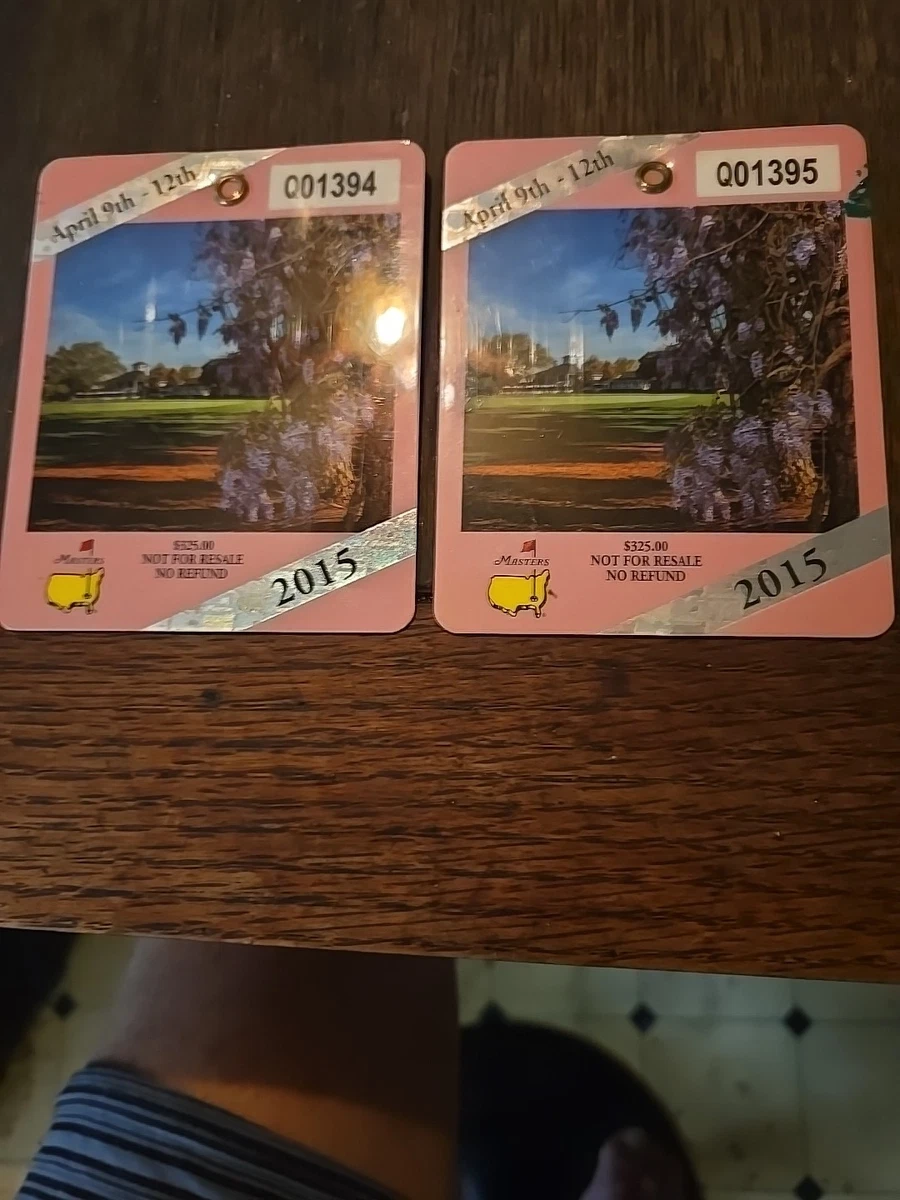 April 9th - 12th
Q01394
Masters
$325.00
NOT FOR RESALE
NO REFUND
2015
April 9th - 12th
Q01395
Masters
$325.00
NOT FOR RESALE
NO REFUND
2015